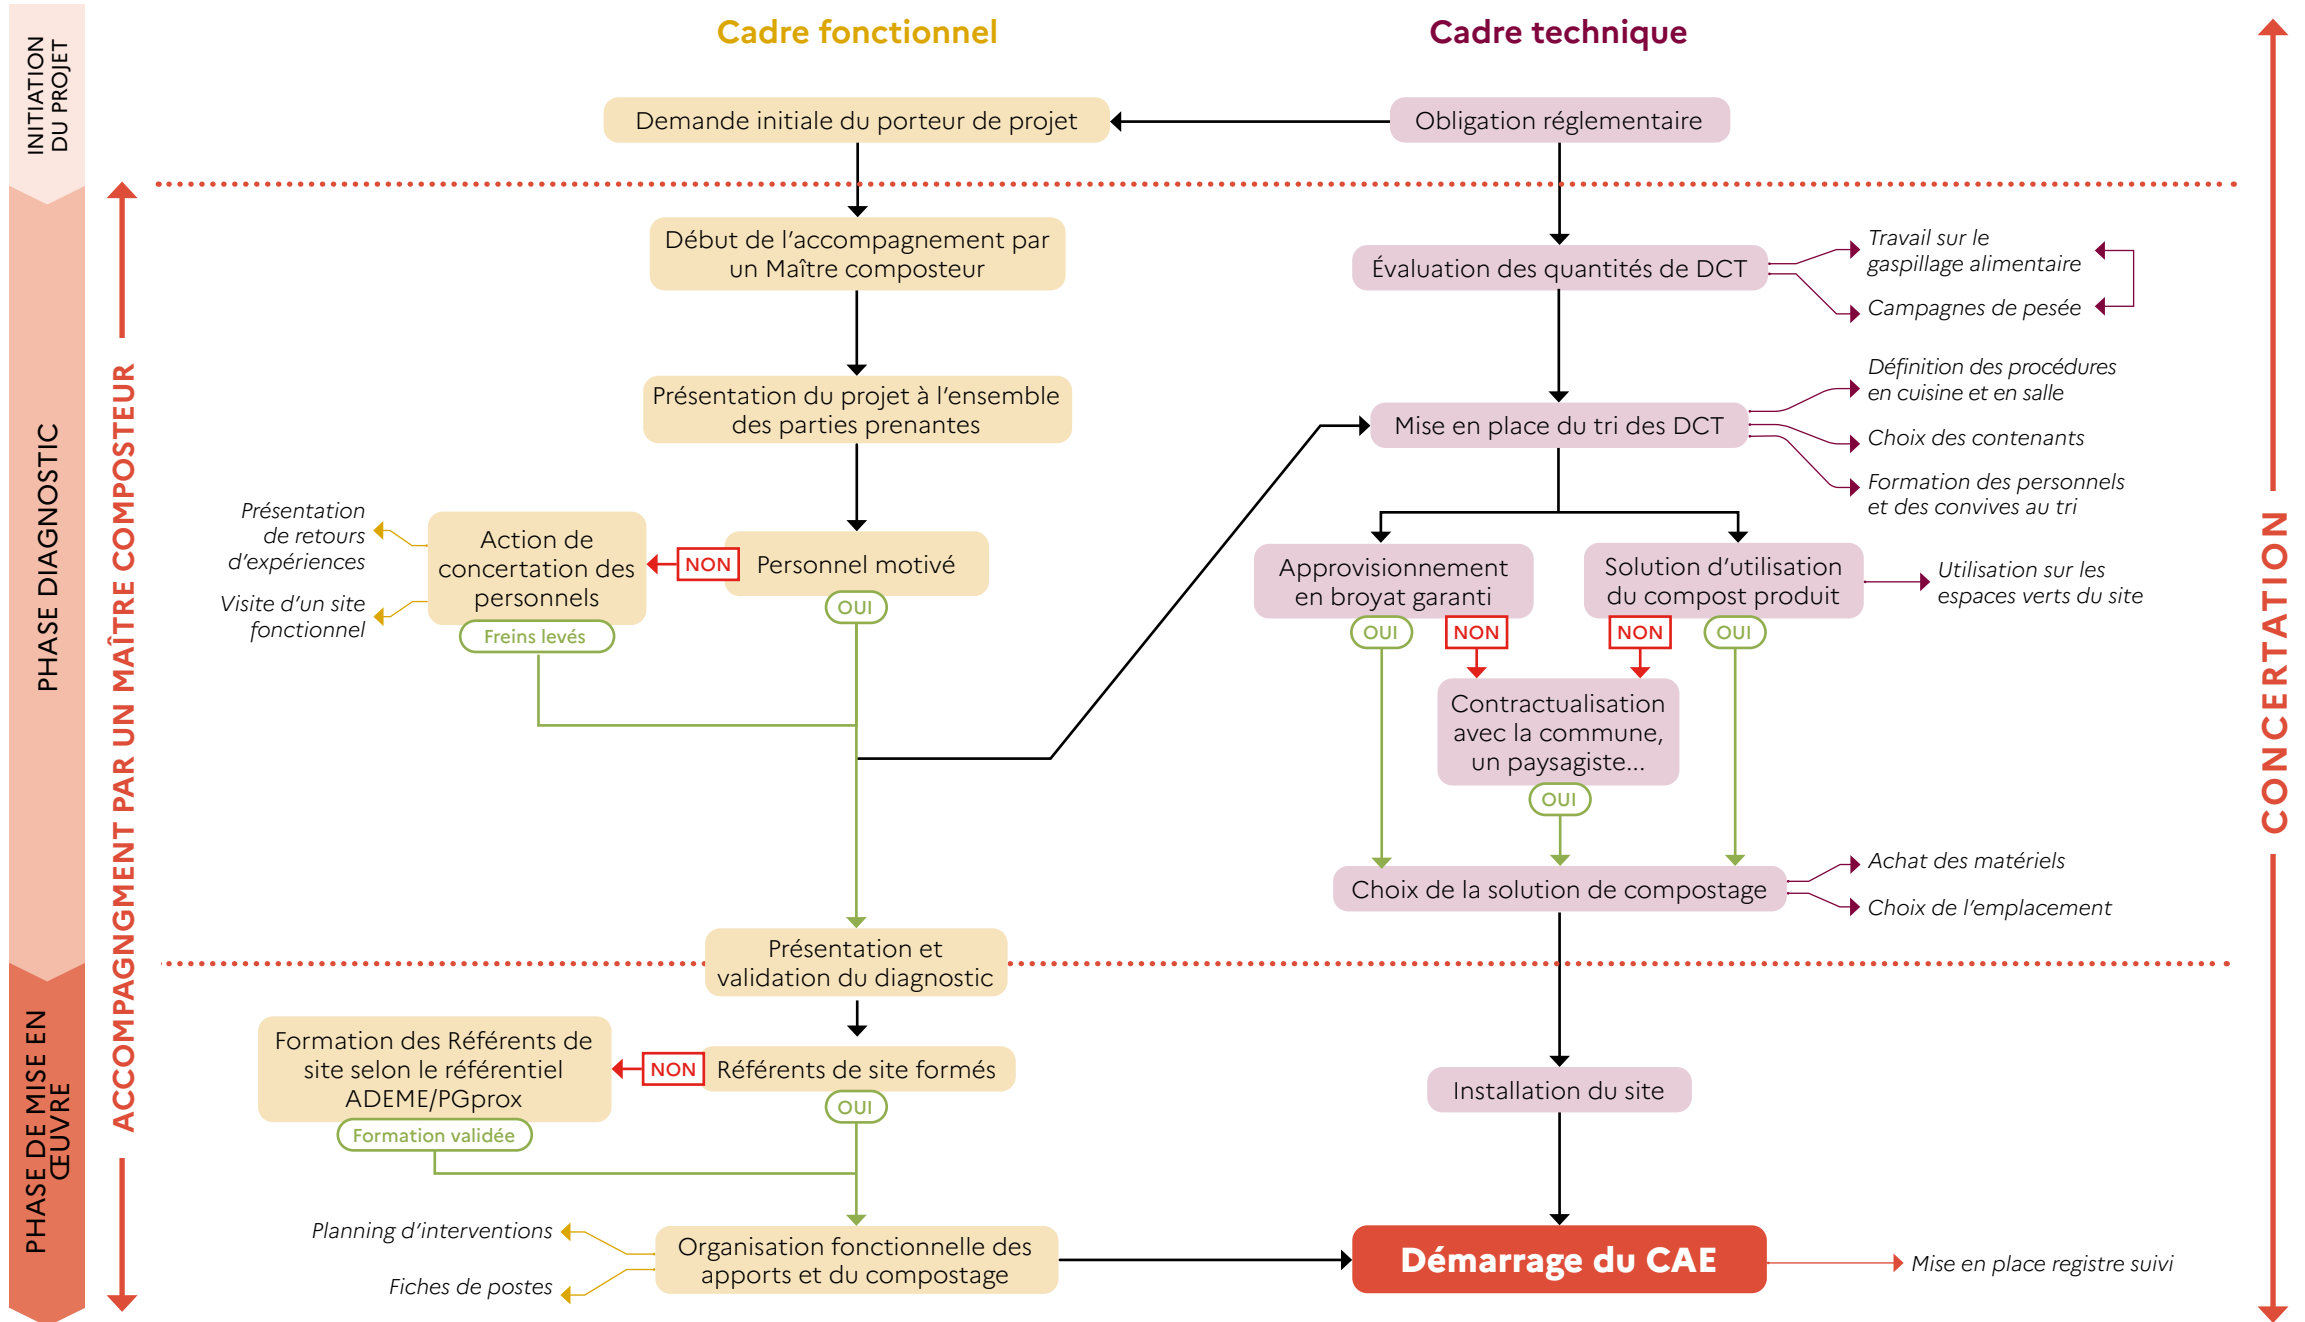 Cadre fonctionnel
Cadre technique
INITIATION
DU PROJET
Demande initiale du porteur de projet
Obligation réglementaire
PHASE DIAGNOSTIC
ACCOMPAGNGMENT PAR UN MAÎTRE COMPOSTEUR
CONCERTATION
Début de l'accompagnement par
un Maître composteur
Évaluation des quantités de DCT
Travail sur le
gaspillage alimentaire
Campagnes de pesée
Présentation du projet à l'ensemble
des parties prenantes
Mise en place du tri des DCT
Définition des procédures
en cuisine et en salle
Choix des contenants
Formation des personnels
et des convives au tri
Présentation
de retours
d'expériences
Visite d'un site
fonctionnel
Action de
concertation des
personnels
Freins levés
NON
Personnel motivé
OUI
Approvisionnement
en broyat garanti
OUI
NON
Solution d'utilisation
du compost produit
NON
OUI
Utilisation sur les
espaces verts du site
Contractualisation
avec la commune,
un paysagiste...
OUI
Choix de la solution de compostage
Achat des matériels
Choix de l'emplacement
Présentation et
validation du diagnostic
PHASE DE MISE EN
ŒUVRE
Formation des Référents de
site selon le référentiel
ADEME/PGprox
Formation validée
NON
Référents de site formés
OUI
Installation du site
Planning d'interventions
Fiches de postes
Organisation fonctionnelle des
apports et du compostage
Démarrage du CAE
Mise en place registre suivi